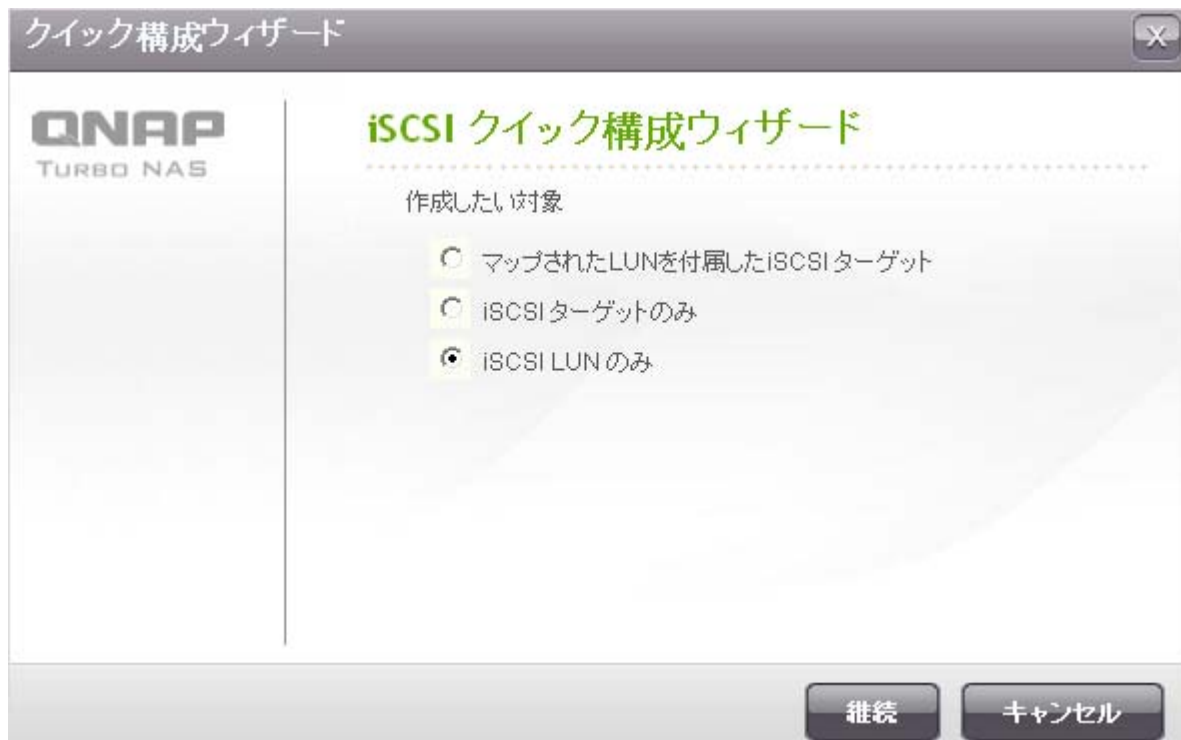 クイック構成ウィザード
X
QNAP
TURBO NAS
iSCSI クイック構成ウィザード
作成したい対象
マップされたLUNを付属したiSCSIターゲット
iSCSIターゲットのみ
iSCSI LUN のみ
継続
キャンセル